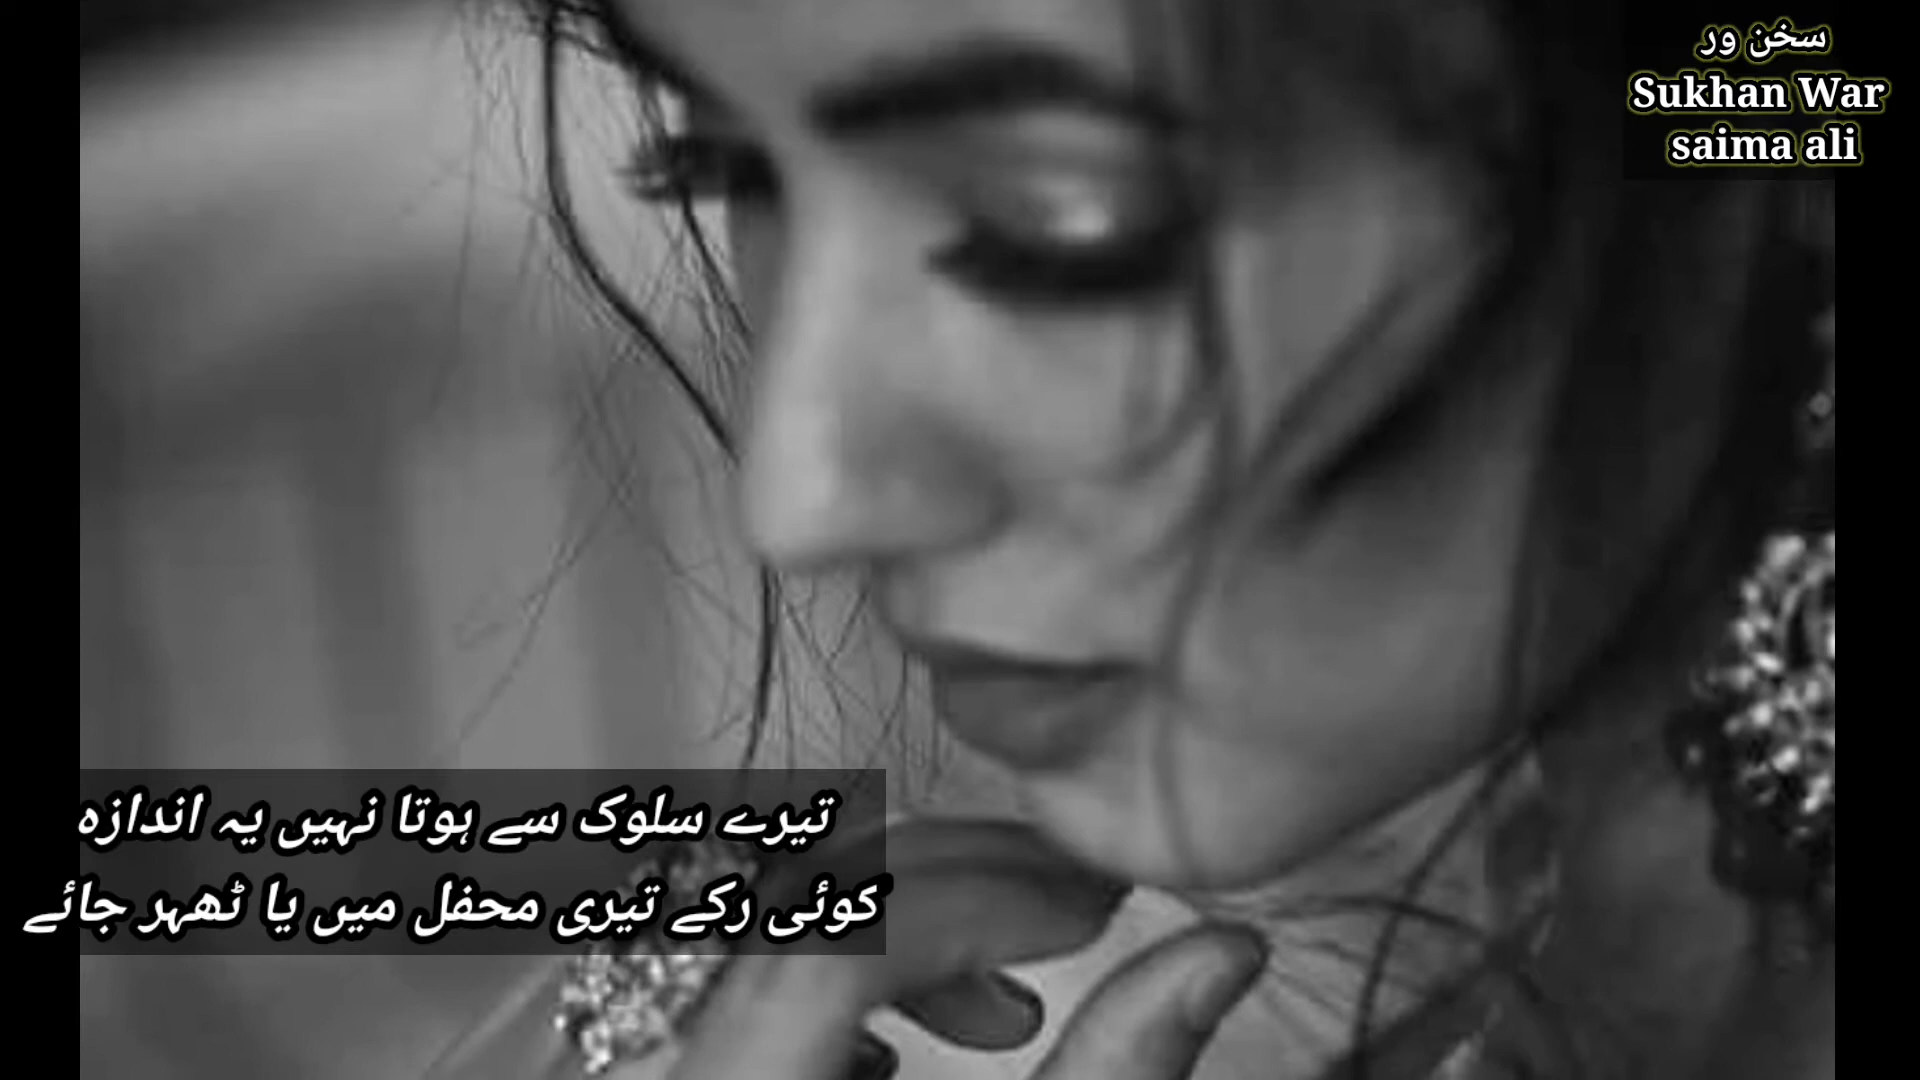 سخن ور
Sukhan War
saima ali
تیرے سلوک سے ہوتا نہیں یہ اندازہ
کوئی رکے تیری محفل میں یا ٹھہر جائے